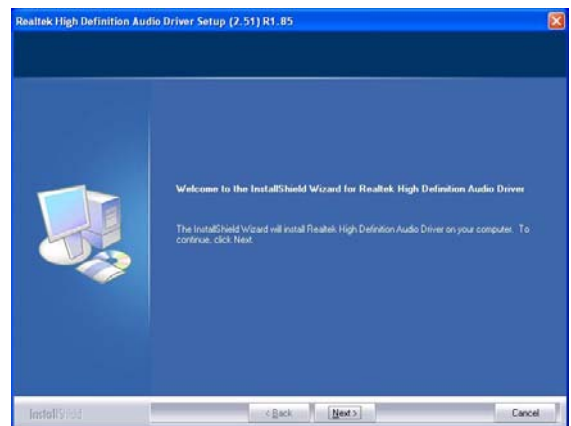 Realtek High Definition Audio Driver Setup (2.51) R1.85
Welcome to the InstallShield Wizard for Realtek High Definition Audio Driver
The InstallShield Wizard will install Realtek High Definition Audio Driver on your computer. To
continue, click Next.
InstallShield
< Back
Next >
Cancel